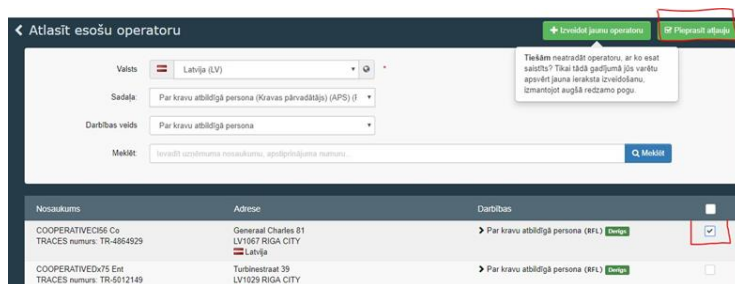 Atlasīt esošu operatoru
Izveidot jaunu operatoru
Pieprasīt atļauju
Tiešām neatradāt operatoru, ar ko esat
saistīts? Tikai tādā gadījumā jūs varētu
apsvērt jauna ieraksta izveidošanu,
izmantojot augšā redzamo pogu.
Valsts
Latvija (LV)
*
Sadaļa:
Par kravu atbildīgā persona (Kravas pārvadātājs) (APS) (F
Darbības veids
Par kravu atbildīgā persona
Meklēt:
Ievadīt uzņēmuma nosaukumu, apstiprinājuma numuru...
Meklēt
Nosaukums
Adrese
Darbības
COOPERATIVECI56 Co
Generaal Charles 81
Par kravu atbildīgā persona (RFL) Derīgs
TRACES numurs: TR-4864929
LV1067 RIGA CITY
Latvija
COOPERATIVEDx75 Ent
Turbinestraat 39
Par kravu atbildīgā persona (RFL) Derīgs
TRACES numurs: TR-5012149
LV1029 RIGA CITY